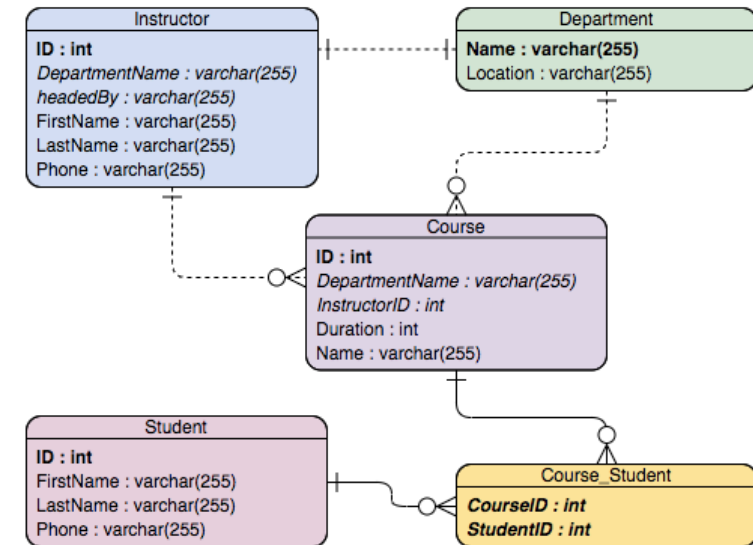 Instructor
ID : int
DepartmentName : varchar(255)
headedBy : varchar(255)
FirstName : varchar(255)
LastName : varchar(255)
Phone : varchar(255)
Department
Name : varchar(255)
Location : varchar(255)
Course
ID : int
DepartmentName : varchar(255)
InstructorID : int
Duration : int
Name : varchar(255)
Student
ID : int
FirstName : varchar(255)
LastName : varchar(255)
Phone : varchar(255)
Course_Student
CourseID : int
StudentID : int